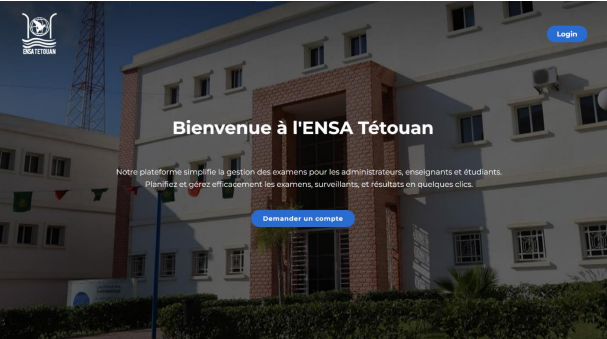 ENSA TETOUAN
Login
Bienvenue à l'ENSA Tétouan
Notre plateforme simplifie la gestion des examens pour les administrateurs, enseignants et étudiants.
Planifiez et gérez efficacement les examens, surveillants, et résultats en quelques clics.
Demander un compte